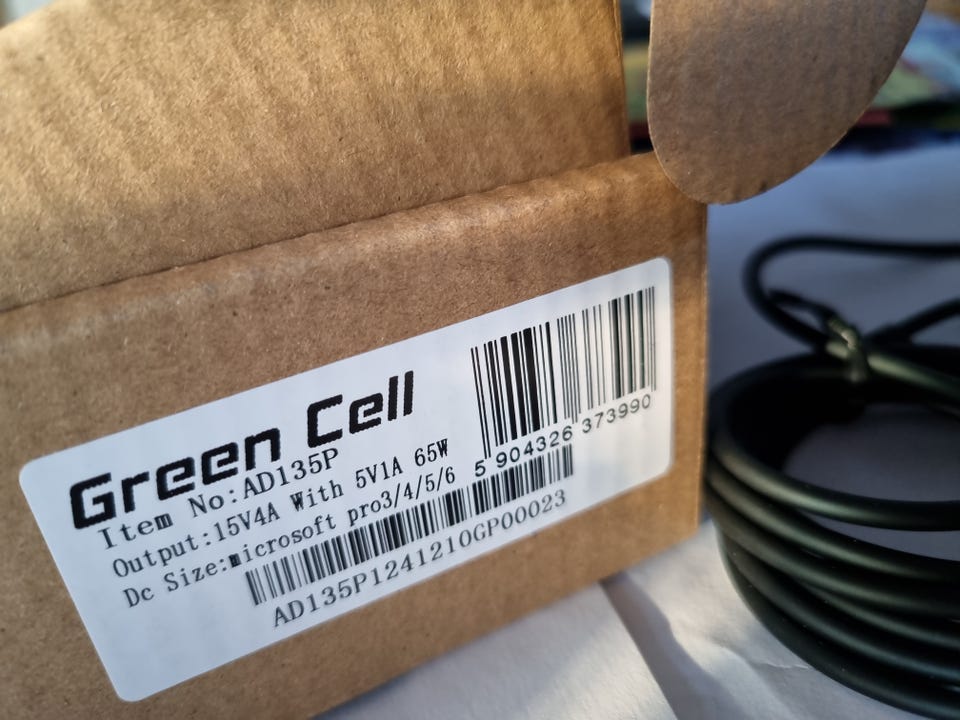 Green Cell
Item No:AD135P
Output:15V4A With 5V1A 65W
Dc Size:microsoft pro3/4/5/6
5 904326 373990
AD135P1241210GP00023